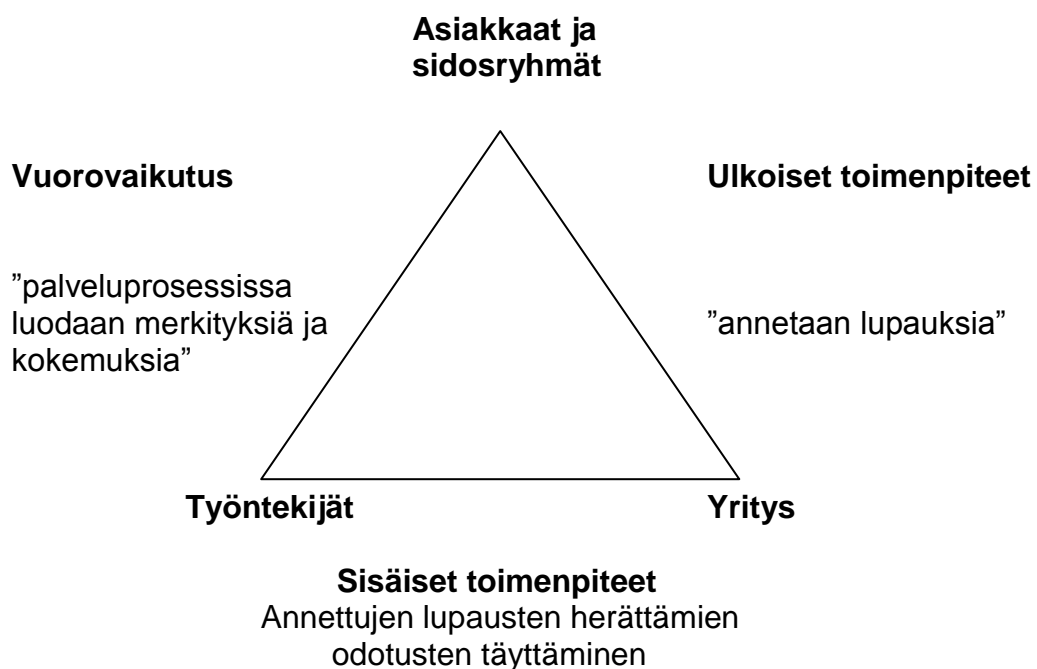 Asiakkaat ja
sidosryhmät
Vuorovaikutus
Ulkoiset toimenpiteet
”palveluprosessissa
luodaan merkityksiä ja
kokemuksia”
”annetaan lupauksia”
Työntekijät
Yritys
Sisäiset toimenpiteet
Annettujen lupausten herättämien
odotusten täyttäminen